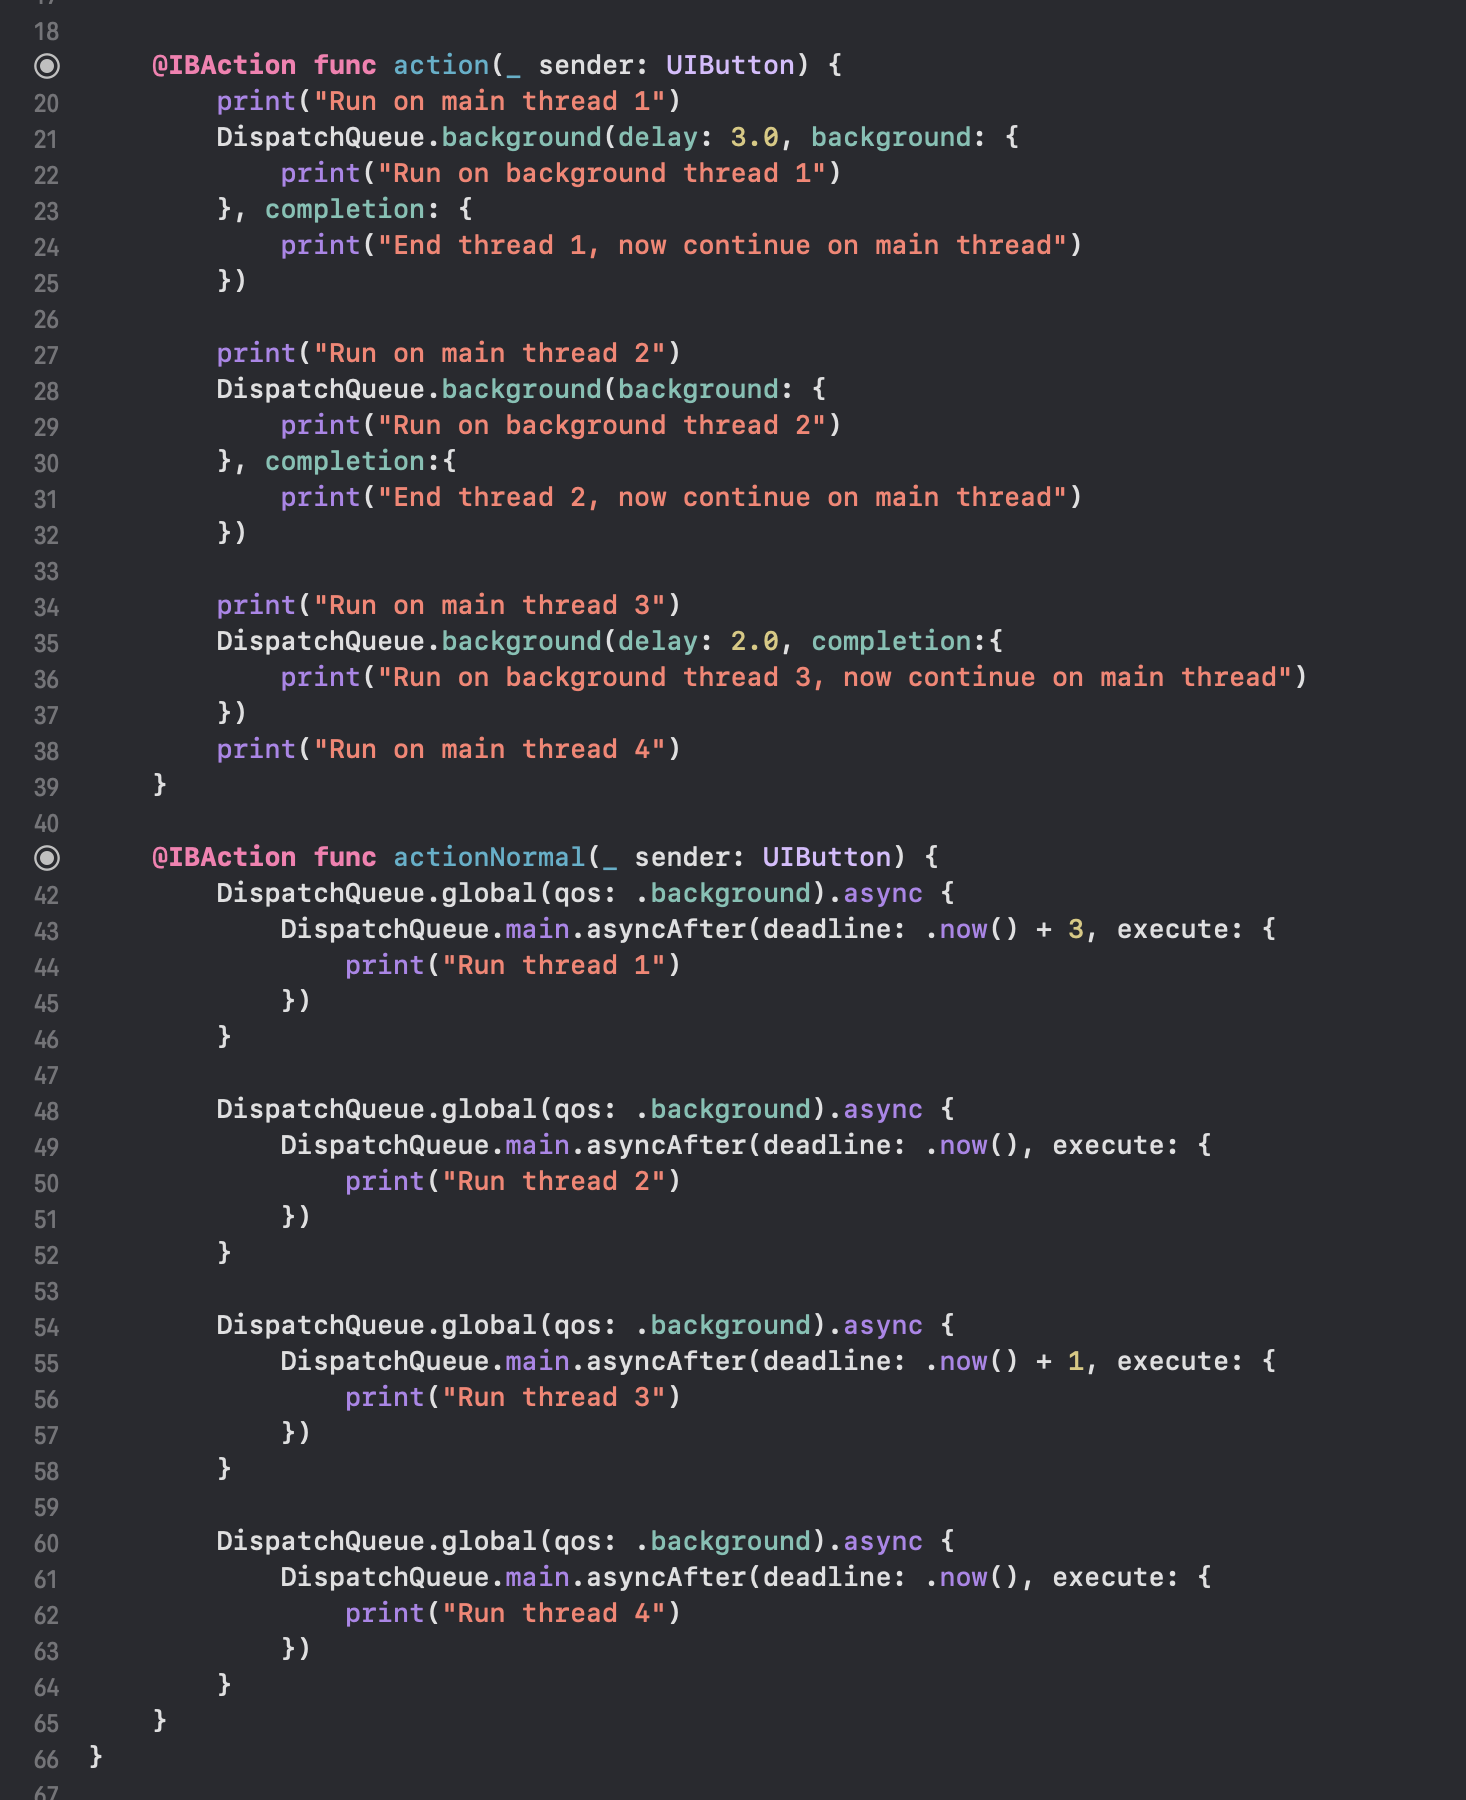 18
@IBAction func action(_ sender: UIButton) {
20 print("Run on main thread 1")
21 DispatchQueue.background(delay: 3.0, background: {
22 print("Run on background thread 1")
23 }, completion: {
24 print("End thread 1, now continue on main thread")
25 })
26
27 print("Run on main thread 2")
28 DispatchQueue.background(background: {
29 print("Run on background thread 2")
30 }, completion:{
31 print("End thread 2, now continue on main thread")
32 })
33
34 print("Run on main thread 3")
35 DispatchQueue.background(delay: 2.0, completion:{
36 print("Run on background thread 3, now continue on main thread")
37 })
38 print("Run on main thread 4")
39 }
40
@IBAction func actionNormal(_ sender: UIButton) {
42 DispatchQueue.global(qos: .background).async {
43 DispatchQueue.main.asyncAfter(deadline: .now() + 3, execute: {
44 print("Run thread 1")
45 })
46 }
47
48 DispatchQueue.global(qos: .background).async {
49 DispatchQueue.main.asyncAfter(deadline: .now(), execute: {
50 print("Run thread 2")
51 })
52 }
53
54 DispatchQueue.global(qos: .background).async {
55 DispatchQueue.main.asyncAfter(deadline: .now() + 1, execute: {
56 print("Run thread 3")
57 })
58 }
59
60 DispatchQueue.global(qos: .background).async {
61 DispatchQueue.main.asyncAfter(deadline: .now(), execute: {
62 print("Run thread 4")
63 })
64 }
65 }
66 }
67